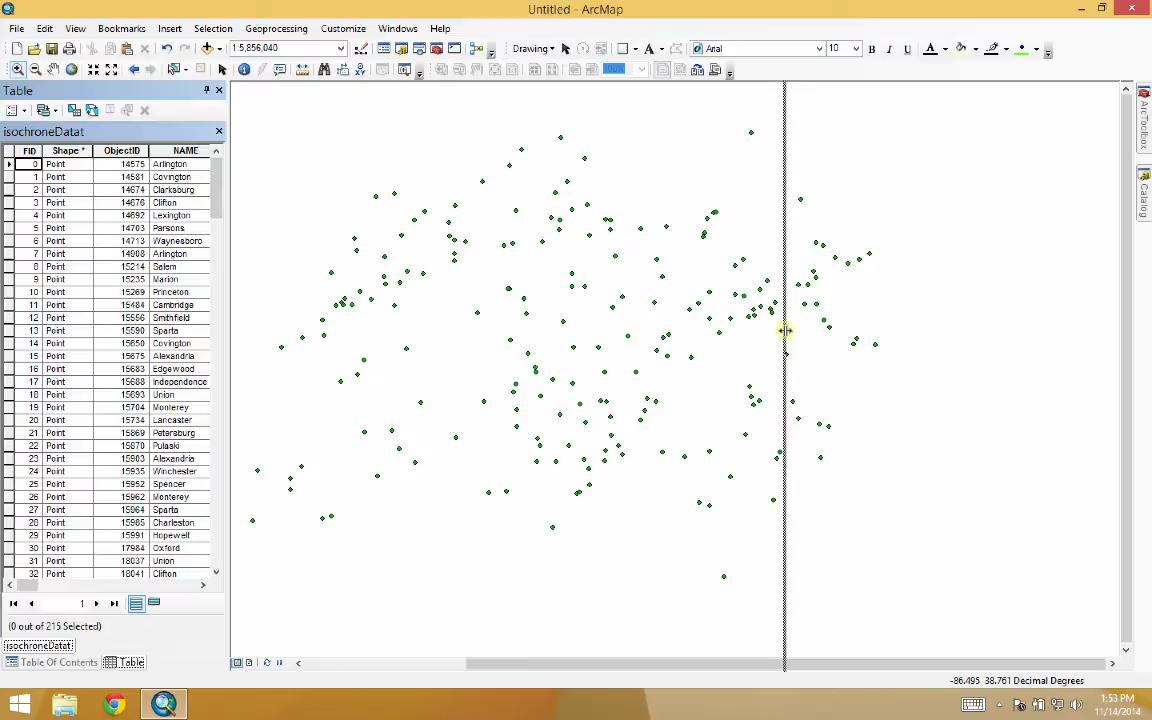 Untitled - ArcMap
File Edit View Bookmarks Insert Selection Geoprocessing Customize Windows Help
1:5,856,040 Drawing A Arial 10 B I U A
Table
isochroneDatat
FID Shape * ObjectID NAME
0 Point 14575 Arlington
1 Point 14581 Covington
2 Point 14674 Clarksburg
3 Point 14676 Clifton
4 Point 14692 Lexington
5 Point 14703 Parsons
6 Point 14713 Waynesboro
7 Point 14908 Arlington
8 Point 15214 Salem
9 Point 15235 Marion
10 Point 15269 Princeton
11 Point 15484 Cambridge
12 Point 15556 Smithfield
13 Point 15590 Sparta
14 Point 15650 Covington
15 Point 15675 Alexandria
16 Point 15683 Edgewood
17 Point 15688 Independence
18 Point 15693 Union
19 Point 15704 Monterey
20 Point 15734 Lancaster
21 Point 15869 Petersburg
22 Point 15870 Pulaski
23 Point 15903 Alexandria
24 Point 15935 Winchester
25 Point 15952 Spencer
26 Point 15962 Monterey
27 Point 15964 Sparta
28 Point 15985 Charleston
29 Point 15991 Hopewell
30 Point 17984 Oxford
31 Point 18037 Union
32 Point 18041 Clifton
1
(0 out of 215 Selected)
isochroneDatat
Table Of Contents Table
ArcToolbox
Catalog
-86.495 38.761 Decimal Degrees
1:53 PM
11/14/2014